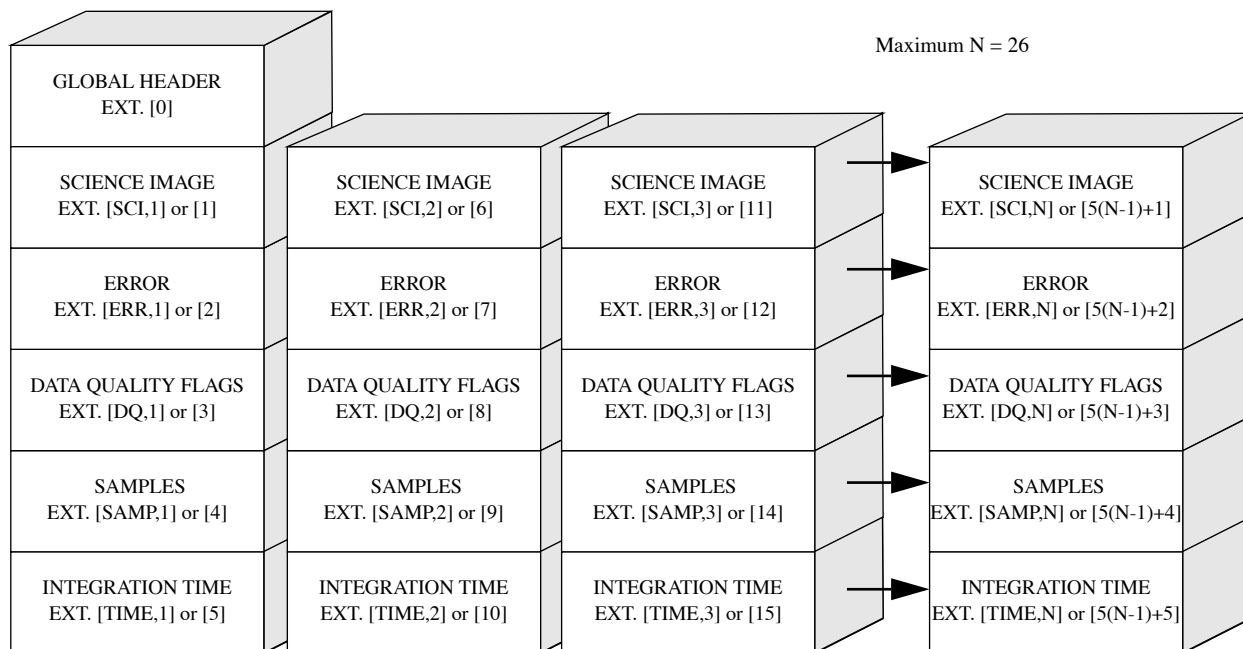 Maximum N = 26
GLOBAL HEADER
EXT. [0]
SCIENCE IMAGE
EXT. [SCI,1] or [1]
SCIENCE IMAGE
EXT. [SCI,2] or [6]
SCIENCE IMAGE
EXT. [SCI,3] or [11]
SCIENCE IMAGE
EXT. [SCI,N] or [5(N-1)+1]
ERROR
EXT. [ERR,1] or [2]
ERROR
EXT. [ERR,2] or [7]
ERROR
EXT. [ERR,3] or [12]
ERROR
EXT. [ERR,N] or [5(N-1)+2]
DATA QUALITY FLAGS
EXT. [DQ,1] or [3]
DATA QUALITY FLAGS
EXT. [DQ,2] or [8]
DATA QUALITY FLAGS
EXT. [DQ,3] or [13]
DATA QUALITY FLAGS
EXT. [DQ,N] or [5(N-1)+3]
SAMPLES
EXT. [SAMP,1] or [4]
SAMPLES
EXT. [SAMP,2] or [9]
SAMPLES
EXT. [SAMP,3] or [14]
SAMPLES
EXT. [SAMP,N] or [5(N-1)+4]
INTEGRATION TIME
EXT. [TIME,1] or [5]
INTEGRATION TIME
EXT. [TIME,2] or [10]
INTEGRATION TIME
EXT. [TIME,3] or [15]
INTEGRATION TIME
EXT. [TIME,N] or [5(N-1)+5]